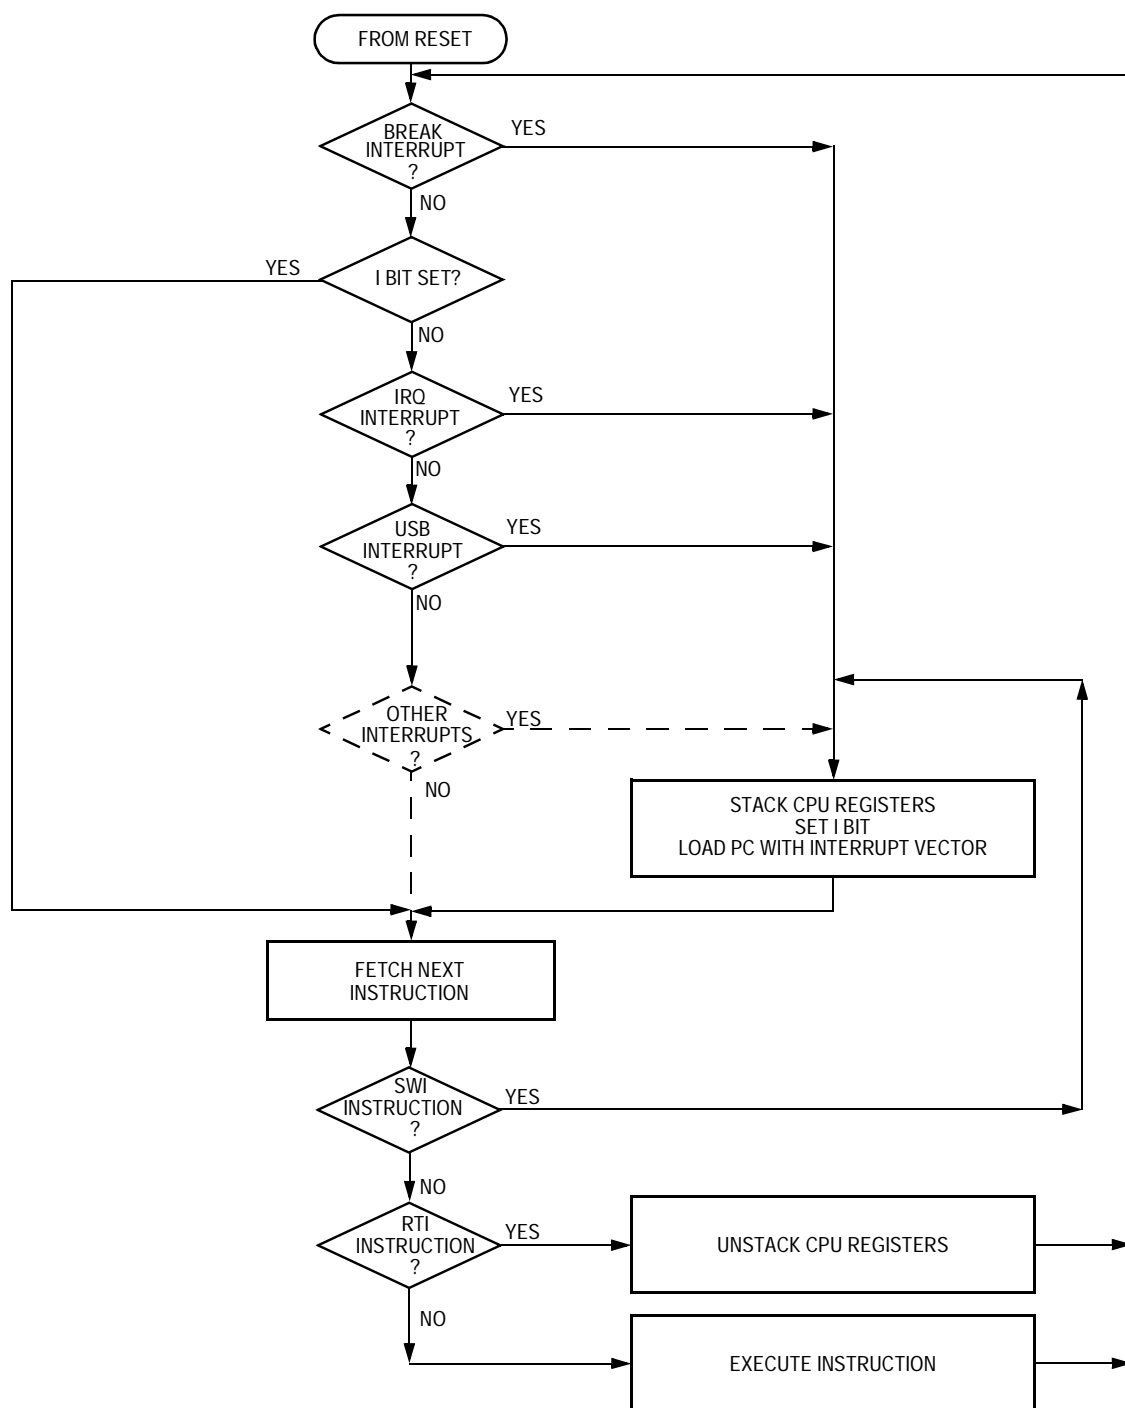 FROM RESET
BREAK
INTERRUPT
?
YES
NO
I BIT SET?
YES
NO
IRQ
INTERRUPT
?
YES
NO
USB
INTERRUPT
?
YES
NO
OTHER
INTERRUPTS
?
YES
NO
STACK CPU REGISTERS
SET I BIT
LOAD PC WITH INTERRUPT VECTOR
FETCH NEXT
INSTRUCTION
SWI
INSTRUCTION
?
YES
NO
RTI
INSTRUCTION
?
YES
UNSTACK CPU REGISTERS
NO
EXECUTE INSTRUCTION